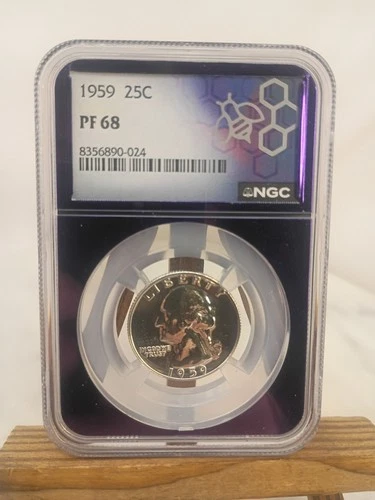 1959 25C
PF 68
8356890-024
NGC
LIBERTY
IN GOD WE
TRUST
1959